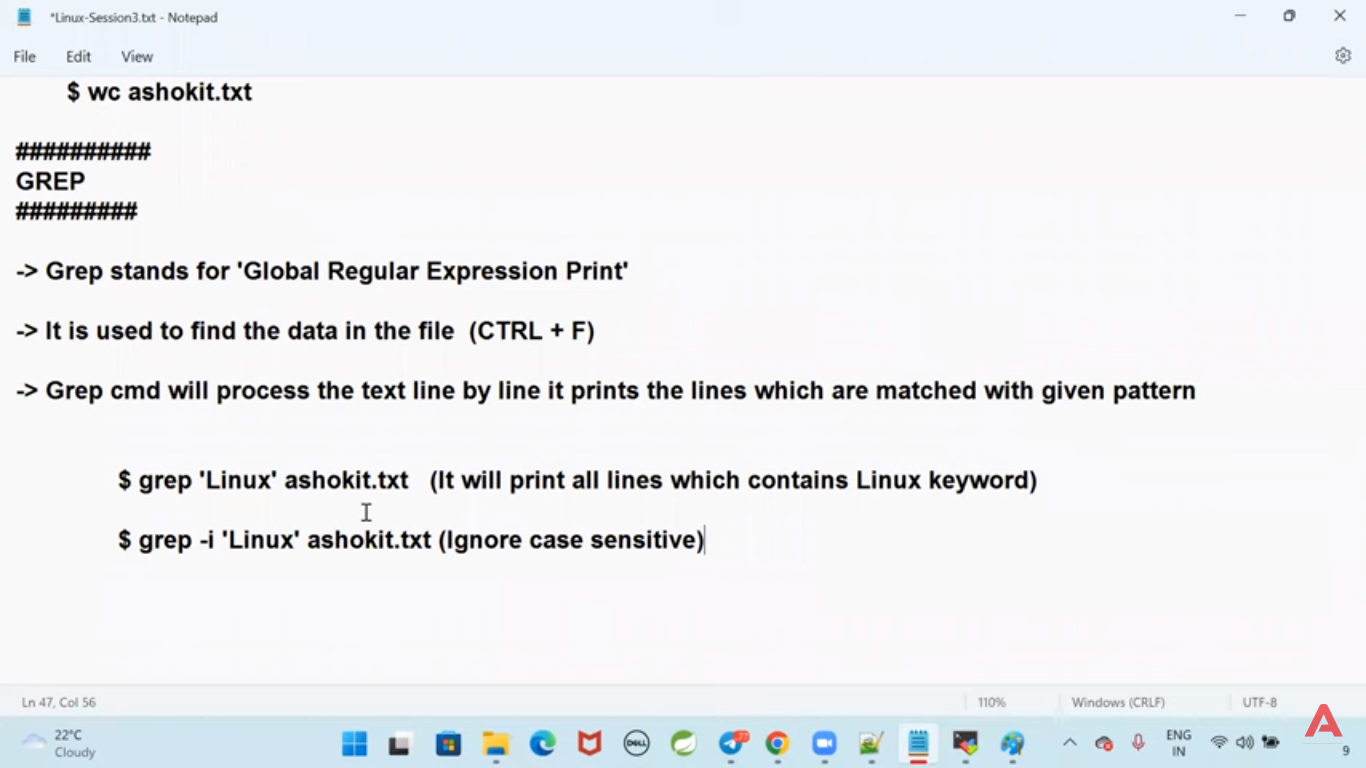 *Linux-Session3.txt - Notepad
File Edit View
$ wc ashokit.txt
##########
GREP
#########
-> Grep stands for 'Global Regular Expression Print'
-> It is used to find the data in the file  (CTRL + F)
-> Grep cmd will process the text line by line it prints the lines which are matched with given pattern
$ grep 'Linux' ashokit.txt   (It will print all lines which contains Linux keyword)
$ grep -i 'Linux' ashokit.txt (Ignore case sensitive)
Ln 47, Col 56 110% Windows (CRLF) UTF-8
22°C
Cloudy
DELL
ENG
IN
9